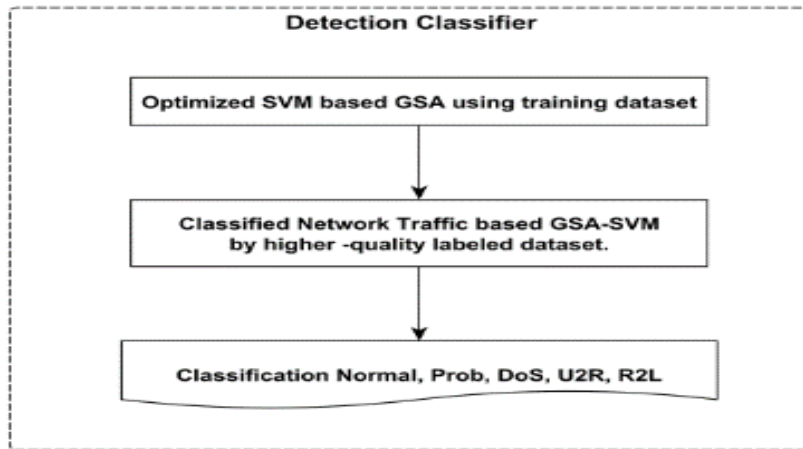 Detection Classifier
Optimized SVM based GSA using training dataset
Classified Network Traffic based GSA-SVM
by higher -quality labeled dataset.
Classification Normal, Prob, DoS, U2R, R2L